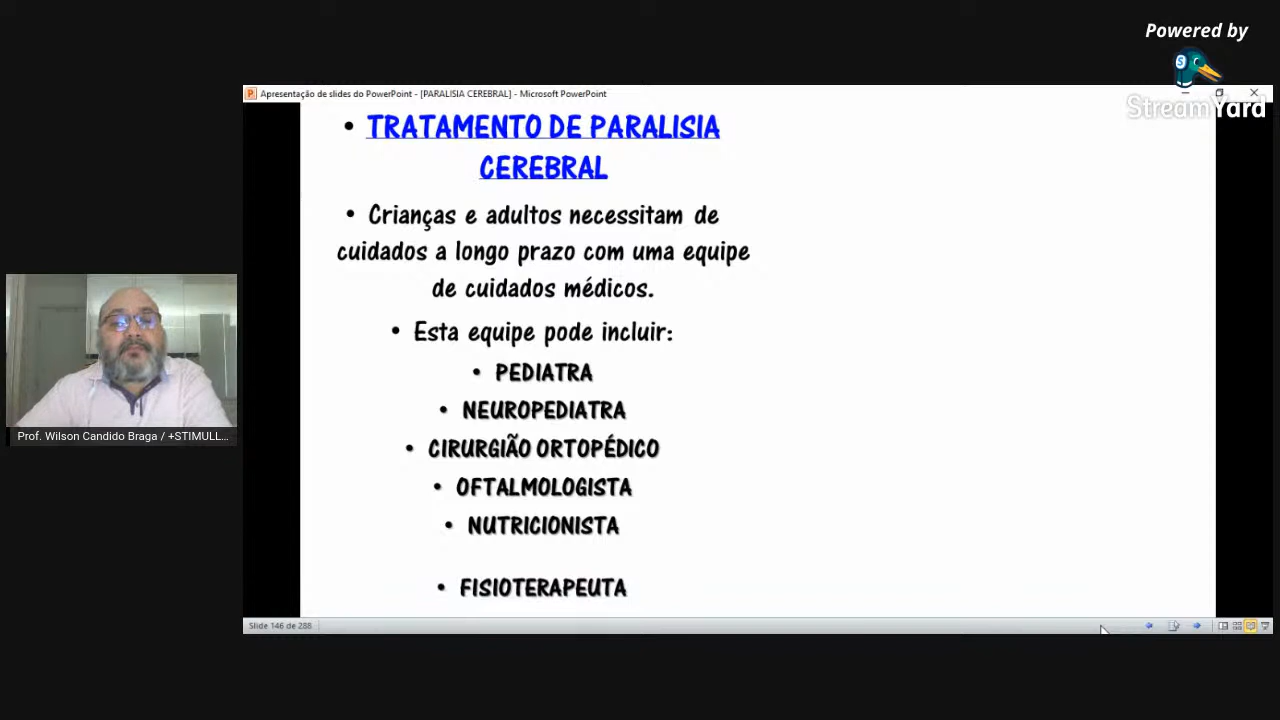 Powered by
StreamYard
Apresentação de slides do PowerPoint - [PARALISIA CEREBRAL] - Microsoft PowerPoint
• TRATAMENTO DE PARALISIA
CEREBRAL
• Crianças e adultos necessitam de
cuidados a longo prazo com uma equipe
de cuidados médicos.
• Esta equipe pode incluir:
• PEDIATRA
• NEUROPEDIATRA
• CIRURGIÃO ORTOPÉDICO
• OFTALMOLOGISTA
• NUTRICIONISTA
• FISIOTERAPEUTA
Prof. Wilson Candido Braga / +STIMULL...
Slide 146 de 288